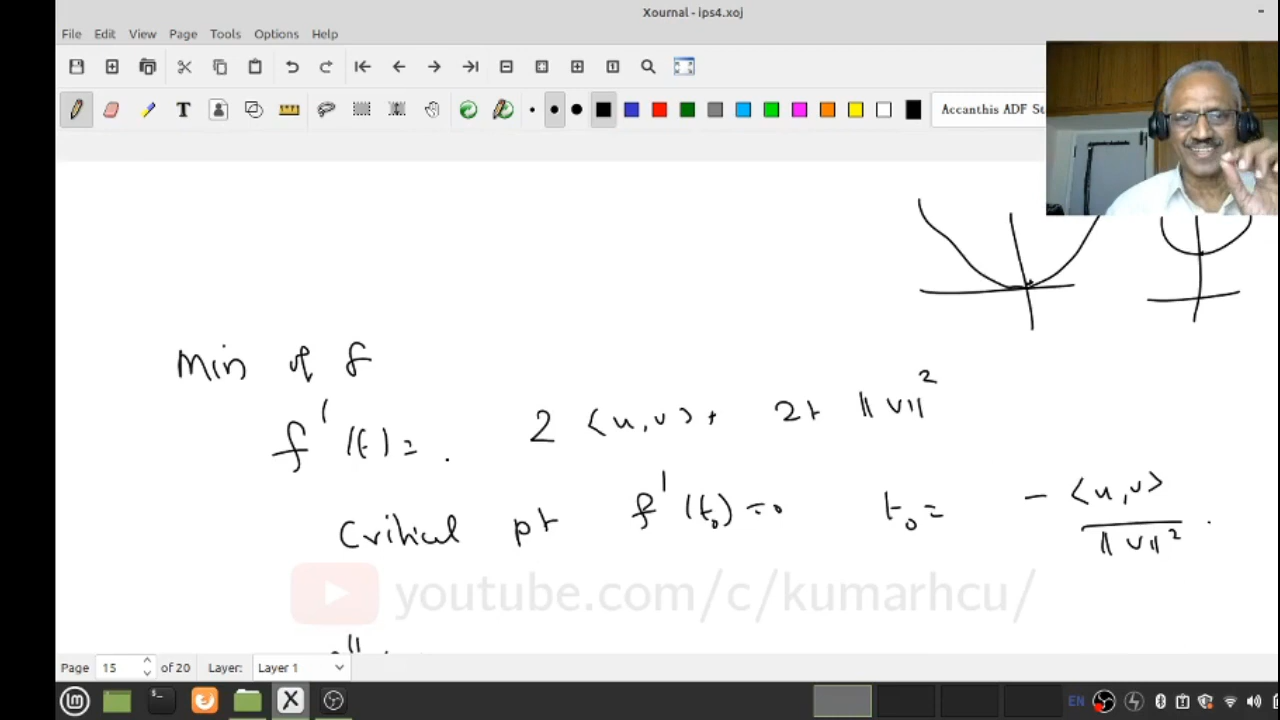 Xournal - ips4.xoj
File Edit View Page Tools Options Help
Accanthis ADF St
Min of f
f'(t) = . 2 <u,v> + 2t ||v||²
Critical pt f'(t₀) = 0 t₀ = - <u,v> / ||v||² .
youtube.com/c/kumarhcu/
Page 15 of 20 Layer: Layer 1
EN